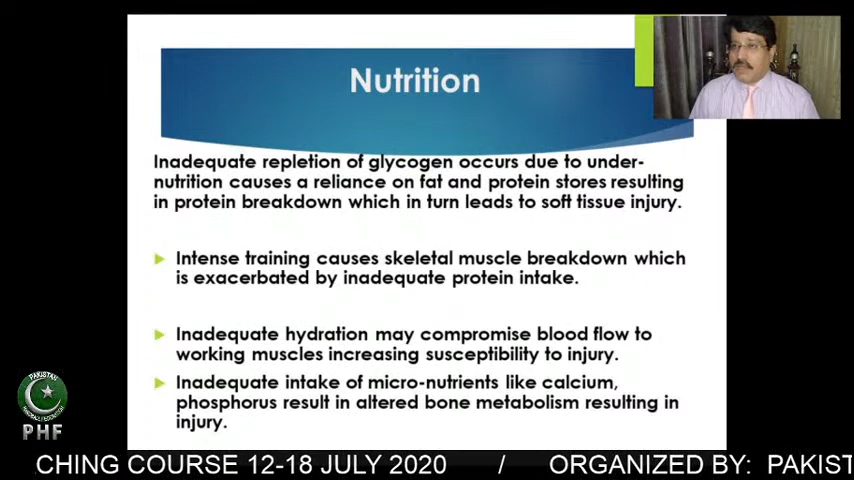 Nutrition
Inadequate repletion of glycogen occurs due to under-
nutrition causes a reliance on fat and protein stores resulting
in protein breakdown which in turn leads to soft tissue injury.
Intense training causes skeletal muscle breakdown which
is exacerbated by inadequate protein intake.
Inadequate hydration may compromise blood flow to
working muscles increasing susceptibility to injury.
Inadequate intake of micro-nutrients like calcium,
phosphorus result in altered bone metabolism resulting in
injury.
PAKISTAN
PHF
CHING COURSE 12-18 JULY 2020 / ORGANIZED BY: PAKIST